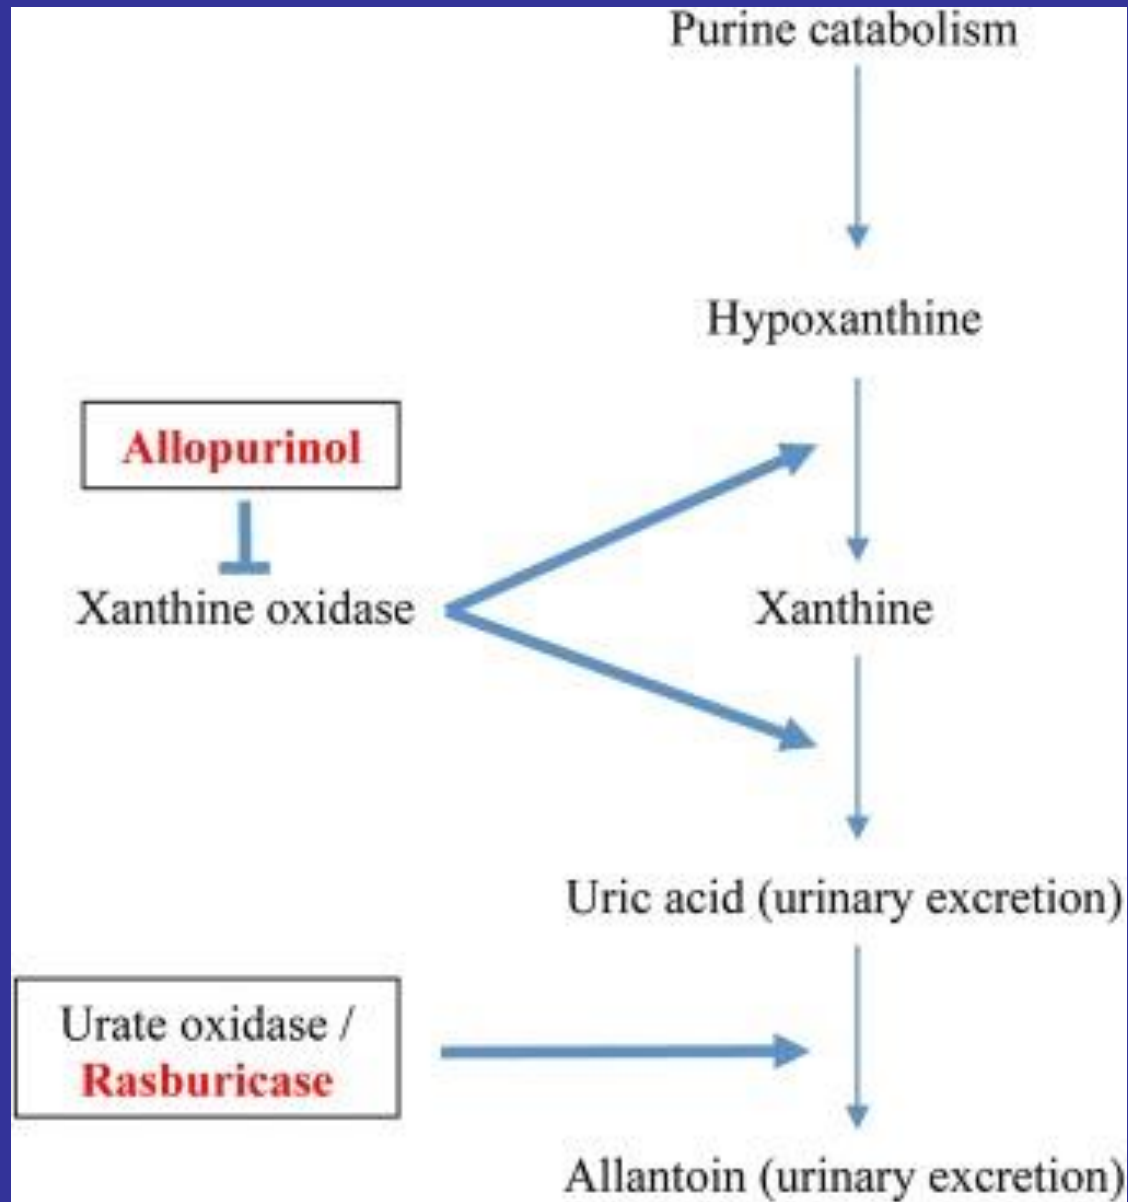 Purine catabolism
Hypoxanthine
Allopurinol
Xanthine oxidase
Xanthine
Uric acid (urinary excretion)
Urate oxidase /
Rasburicase
Allantoin (urinary excretion)